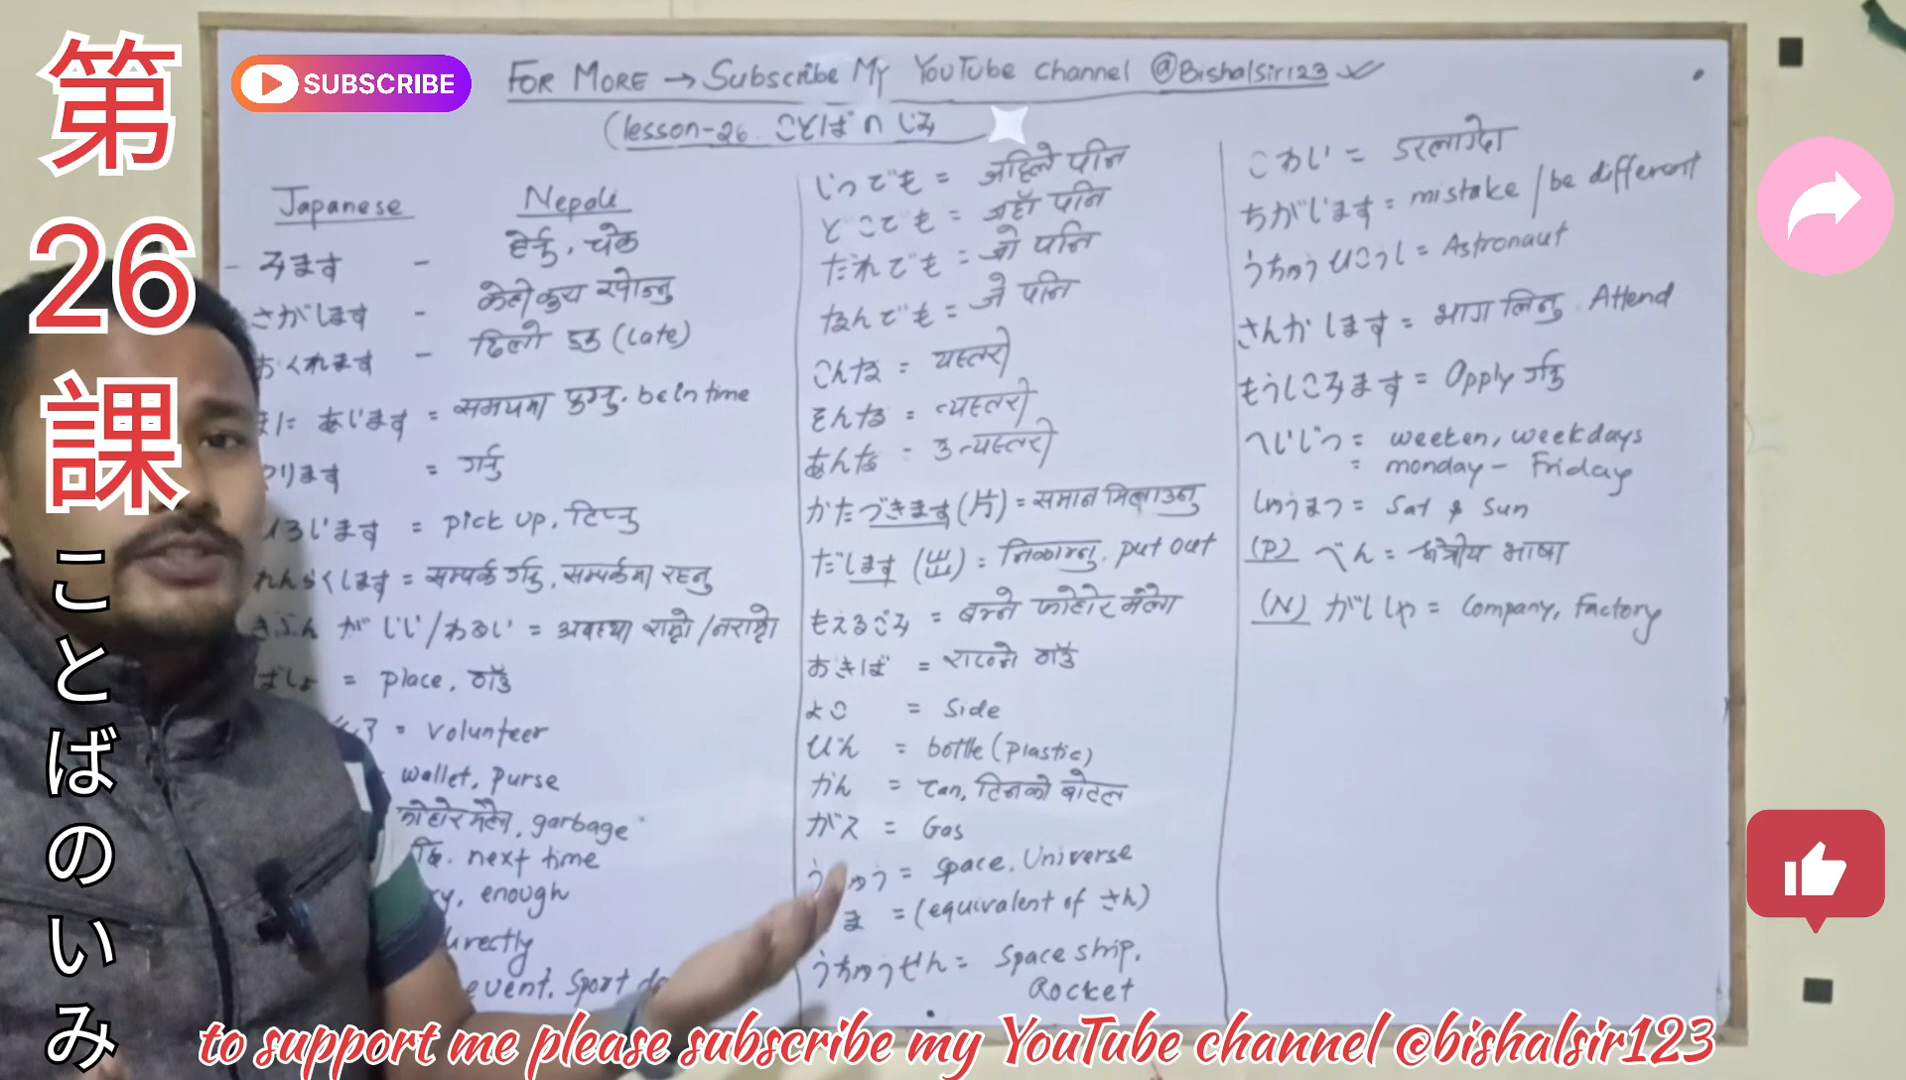 第
26
課
ことばのいみ
SUBSCRIBE
FOR MORE → Subscribe My YouTube channel @Bishalsir123
(lesson-26. ことばのいみ
Japanese Nepali
- みます - हेर्नु, चेक
さがします -
おくれます - ढिलो हुनु (late)
まに あいます = समयमा पुग्नु. be in time
やります = गर्नु
ひろいます = pick up, टिप्नु
れんらくします = सम्पर्क गर्नु, सम्पर्कमा रहनु
きぶん が いい/わるい = अवस्था राम्रो/नराम्रो
ばしょ = place, ठाउँ
= volunteer
wallet, purse
फोहोरमैला, garbage
next time
enough
directly
event. Sport
いつでも = अहिले पनि
どこでも = जहाँ पनि
だれでも = जो पनि
なんでも = जे पनि
こんな = यस्तो
そんな = त्यस्तो
あんな = उ त्यस्तो
かたづきます (片) = समान मिलाउनु
だします (出) = निकाल्नु. put out
もえるごみ = बल्ने फोहोर मैला
おきば = राख्ने ठाउँ
よこ = Side
びん = bottle (plastic)
かん = Can, टिनको बोटल
がス = Gas
うちゅう = space, Universe
ま = (equivalent of さん)
うちゅうせん = Space ship,
Rocket
こわい = डरलाग्दो
ちがいます = mistake / be different
うちゅうひこうし = Astronaut
さんかします = भाग लिनु Attend
もうしこみます = Apply गर्नु
へいじつ = weeken, weekdays
= monday - Friday
しゅうまつ = Sat & Sun
(P) べん = क्षेत्रीय भाषा
(N) がいしゃ = Company, Factory
to support me please subscribe my YouTube channel @bishalsir123